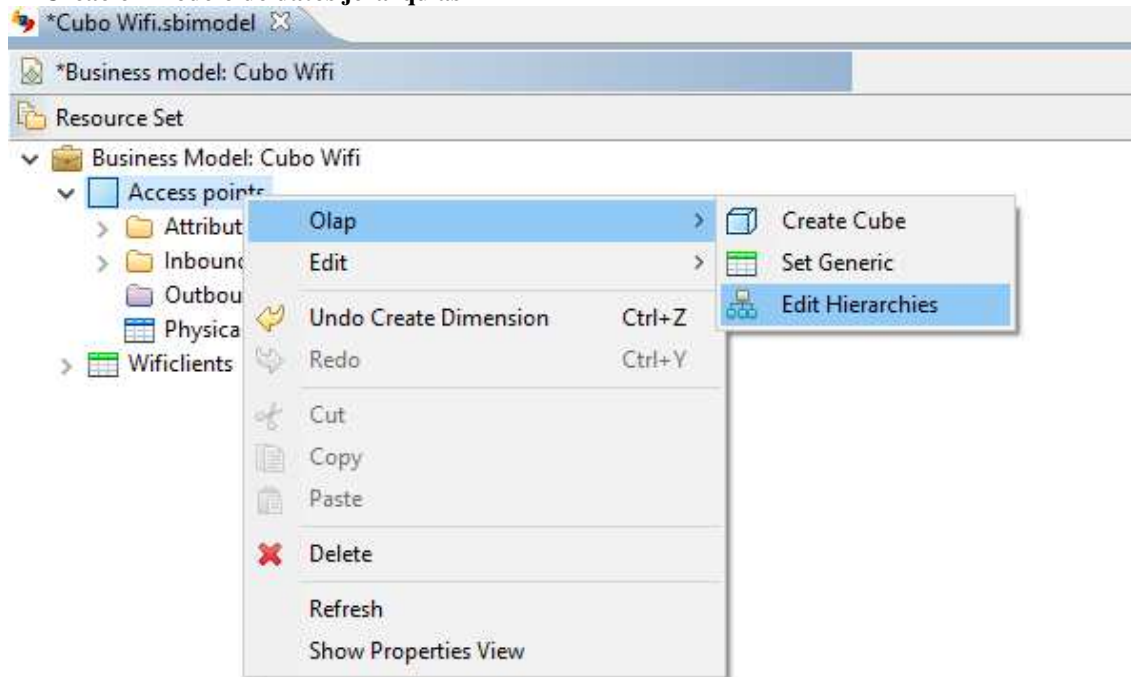 *Cubo Wifi.sbimodel
*Business model: Cubo Wifi
Resource Set
Business Model: Cubo Wifi
Access points
Attribut
Inbound
Outbou
Physica
Wificlients
Olap
Edit
Undo Create Dimension Ctrl+Z
Redo Ctrl+Y
Cut
Copy
Paste
Delete
Refresh
Show Properties View
Create Cube
Set Generic
Edit Hierarchies